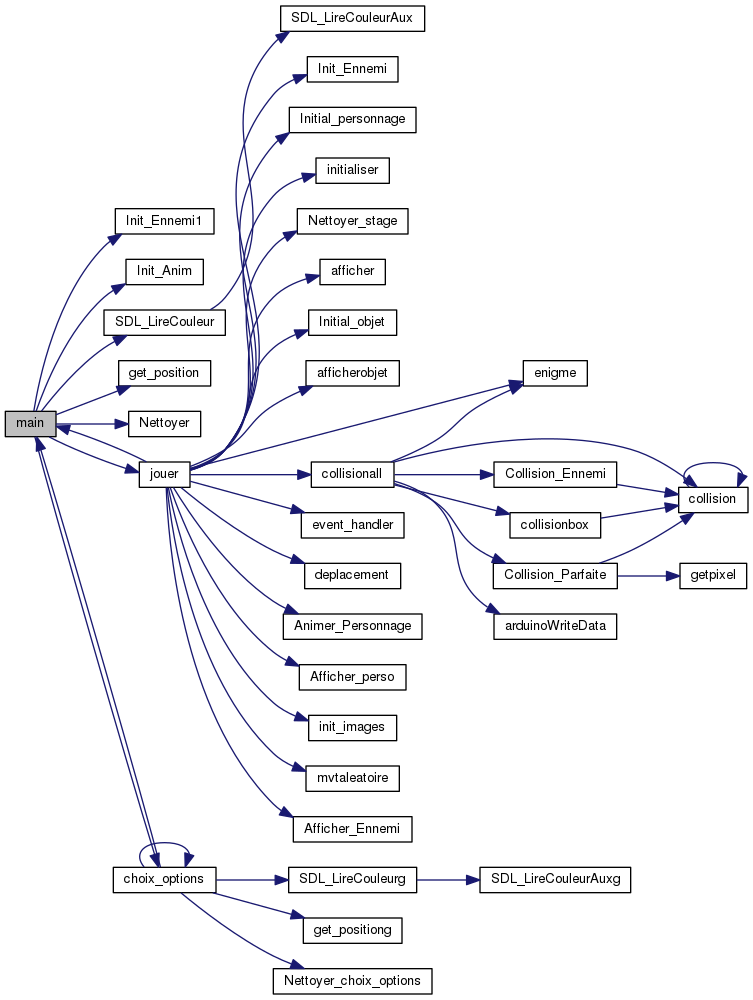 SDL_LireCouleurAux
Init_Ennemi
Initial_personnage
initialiser
Init_Ennemi1
Nettoyer_stage
Init_Anim
afficher
SDL_LireCouleur
Initial_objet
get_position
afficherobjet
enigme
main
Nettoyer
jouer
collisionall
Collision_Ennemi
collision
event_handler
collisionbox
deplacement
Collision_Parfaite
getpixel
Animer_Personnage
arduinoWriteData
Afficher_perso
init_images
mvtaleatoire
Afficher_Ennemi
choix_options
SDL_LireCouleurg
SDL_LireCouleurAuxg
get_positiong
Nettoyer_choix_options